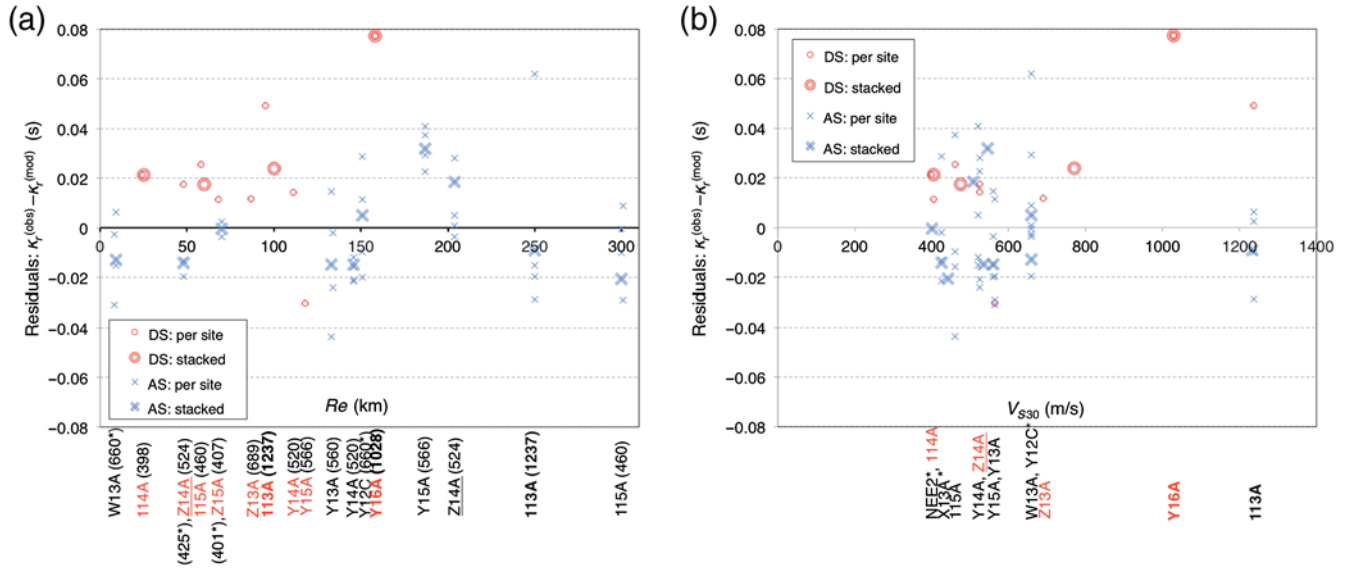 (a)
Residuals: κr(obs)−κr(mod) (s)
0.08
0.06
0.04
0.02
0
−0.02
−0.04
−0.06
−0.08
0 50 100 150 200 250 300
DS: per site
DS: stacked
AS: per site
AS: stacked
Re (km)
W13A (660*)
114A (398)
(425*), Z14A (524)
115A (460)
(401*), Z15A (407)
Z13A (689)
113A (1237)
Y14A (520)
Y15A (566)
Y13A (560)
Y14A (520)
Y12C (660*)
Y16A (1028)
Y15A (566)
Z14A (524)
113A (1237)
115A (460)
(b)
Residuals: κr(obs)−κr(mod) (s)
0.08
0.06
0.04
0.02
0
−0.02
−0.04
−0.06
−0.08
0 200 400 600 800 1000 1200 1400
DS: per site
DS: stacked
AS: per site
AS: stacked
VS30 (m/s)
NEE2*, 114A
X13A*
115A
Y14A, Z14A
Y15A, Y13A
W13A, Y12C*
Z13A
Y16A
113A